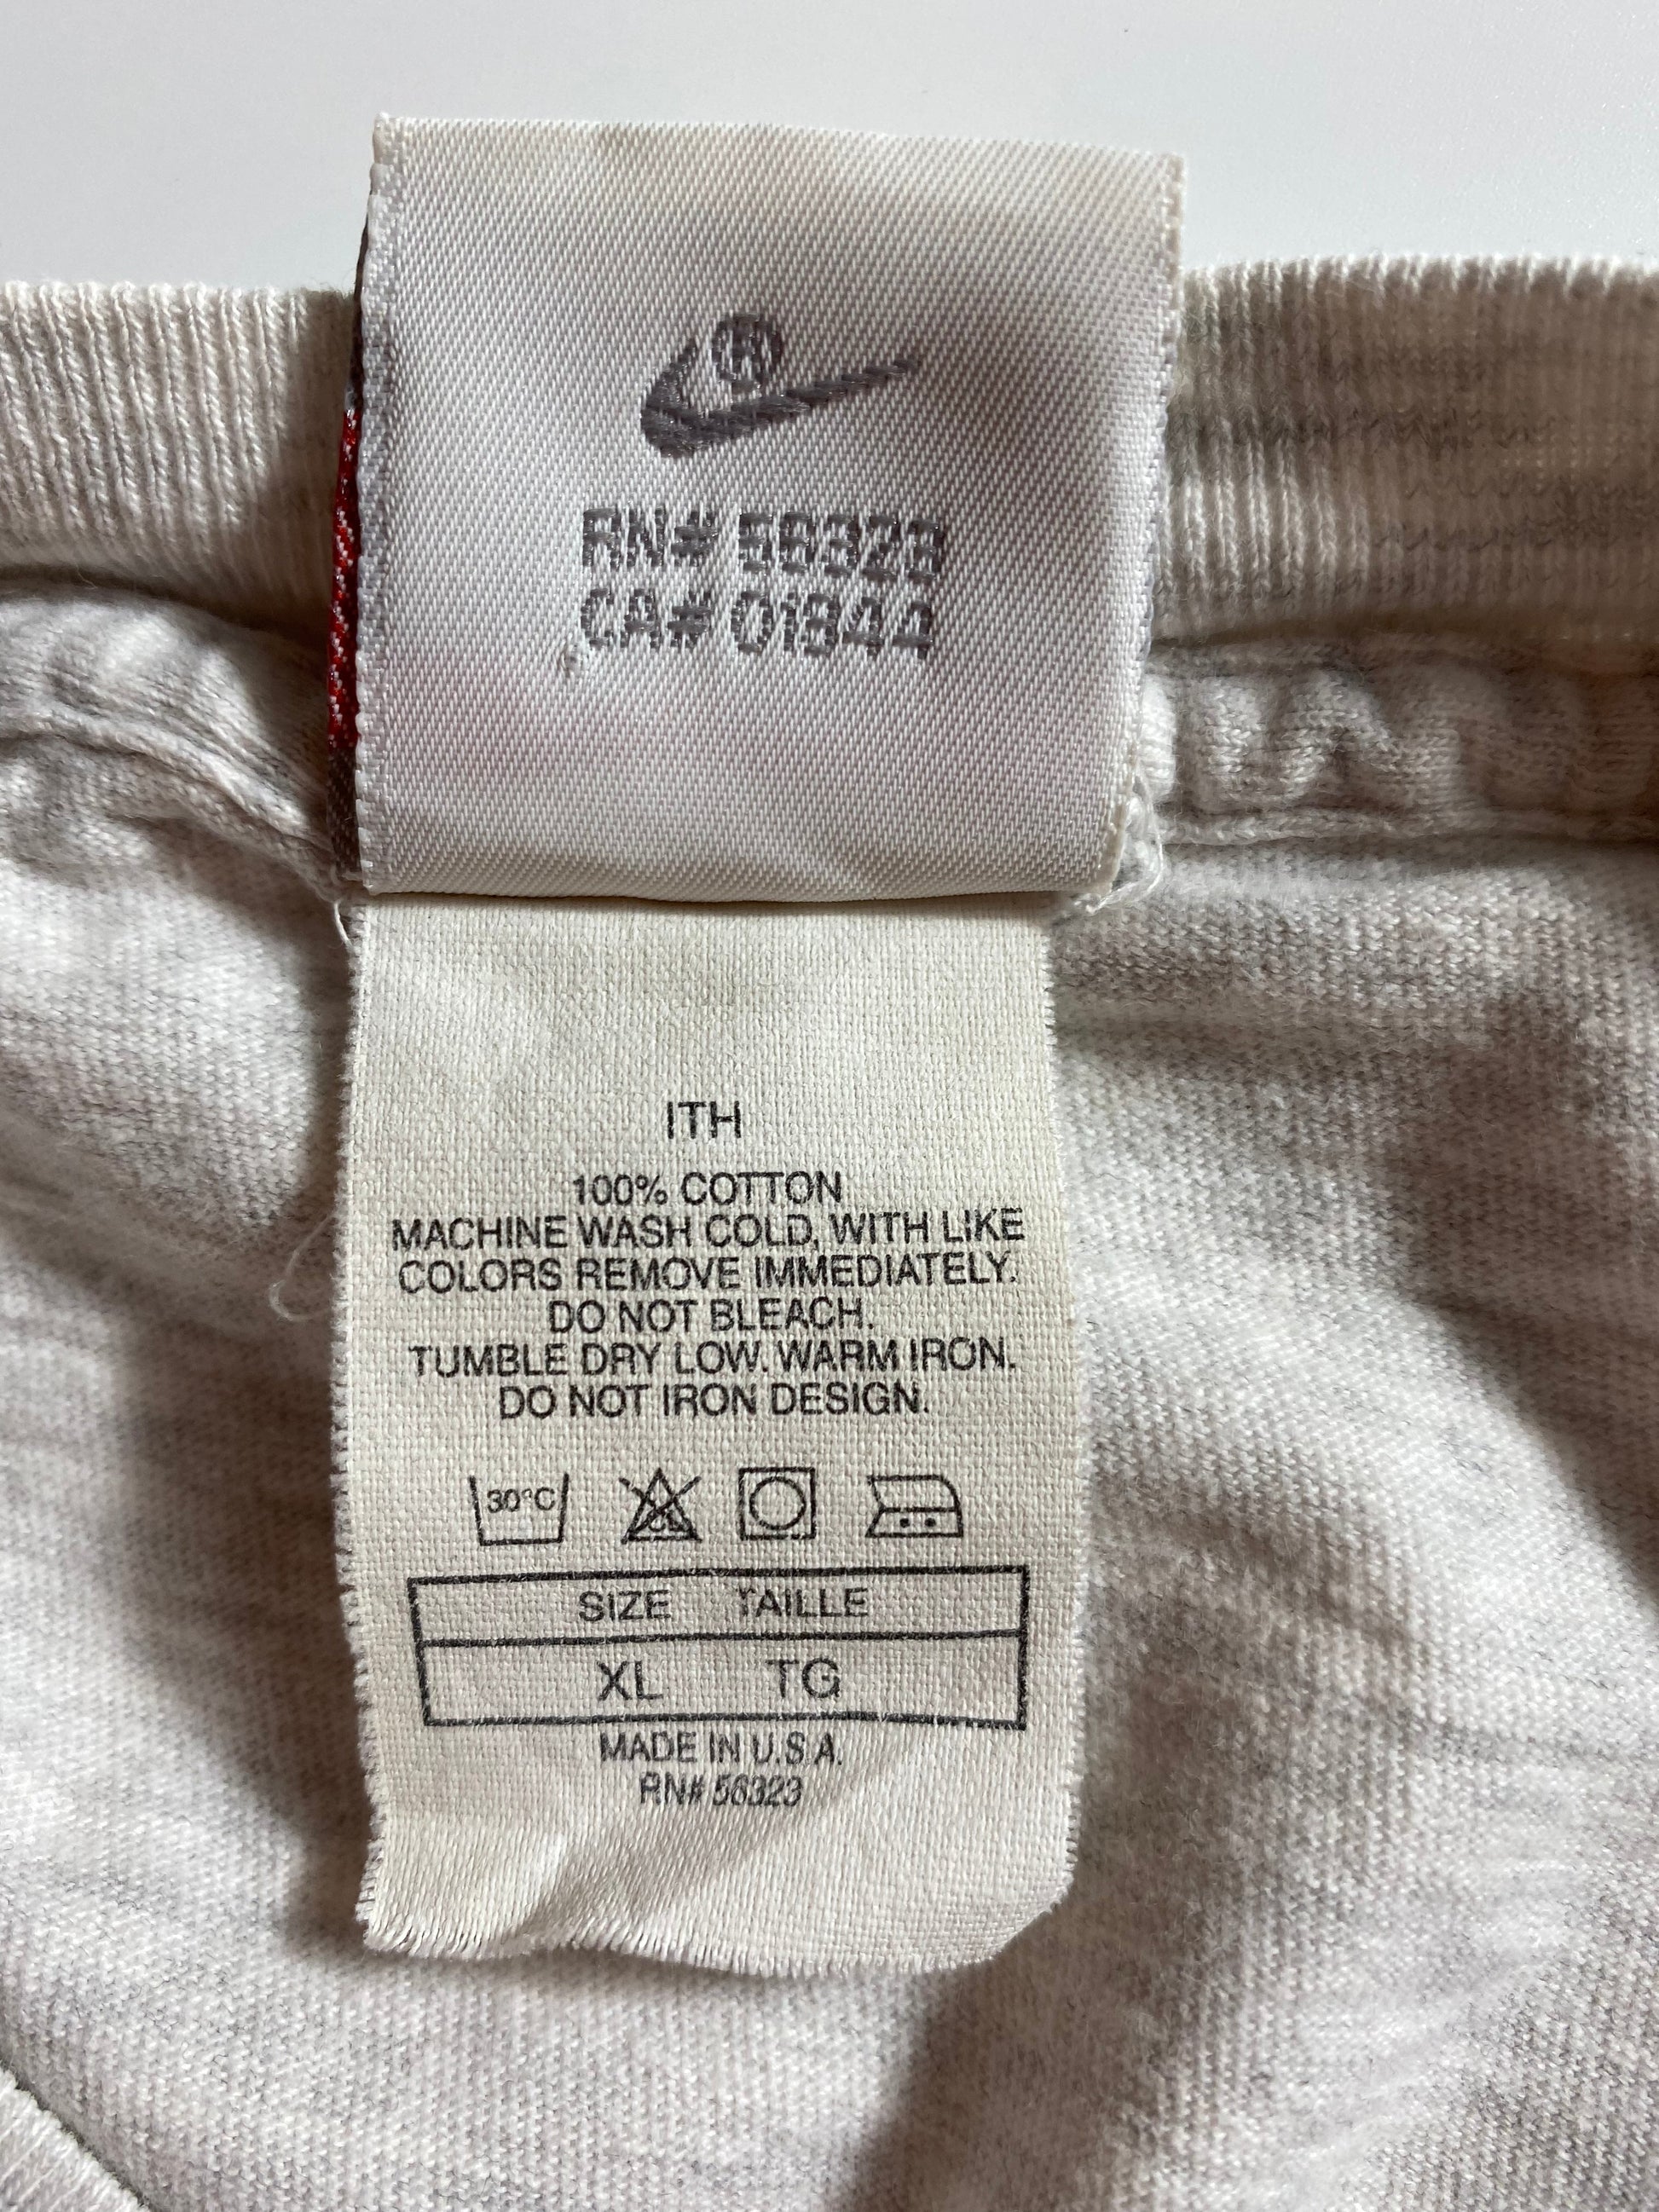 ®
RN# 56323
CA# 01844
ITH
100% COTTON
MACHINE WASH COLD, WITH LIKE
COLORS REMOVE IMMEDIATELY.
DO NOT BLEACH.
TUMBLE DRY LOW. WARM IRON.
DO NOT IRON DESIGN.
30°C CL
SIZE TAILLE
XL TG
MADE IN U.S.A.
RN# 56323